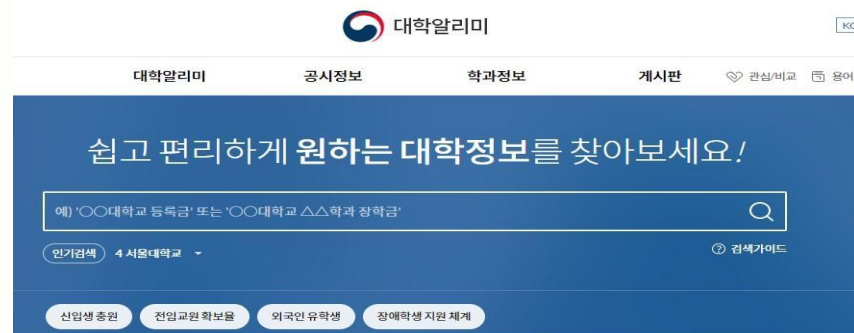 대학알리미
KO
대학알리미 공시정보 학과정보 게시판 관심/비교 용어
쉽고 편리하게 원하는 대학정보를 찾아보세요!
예) '○○대학교 등록금' 또는 '○○대학교 △△학과 장학금'
인기검색 4 서울대학교 ? 검색가이드
신입생 충원 전임교원 확보율 외국인 유학생 장애학생 지원 체계